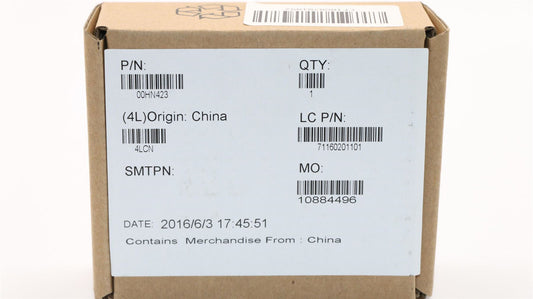 P/N: QTY:
00HN423 1
(4L)Origin: China LC P/N:
4LCN 71160201101
SMTPN: MO:
10884496
DATE: 2016/6/3 17:45:51
Contains Merchandise From : China